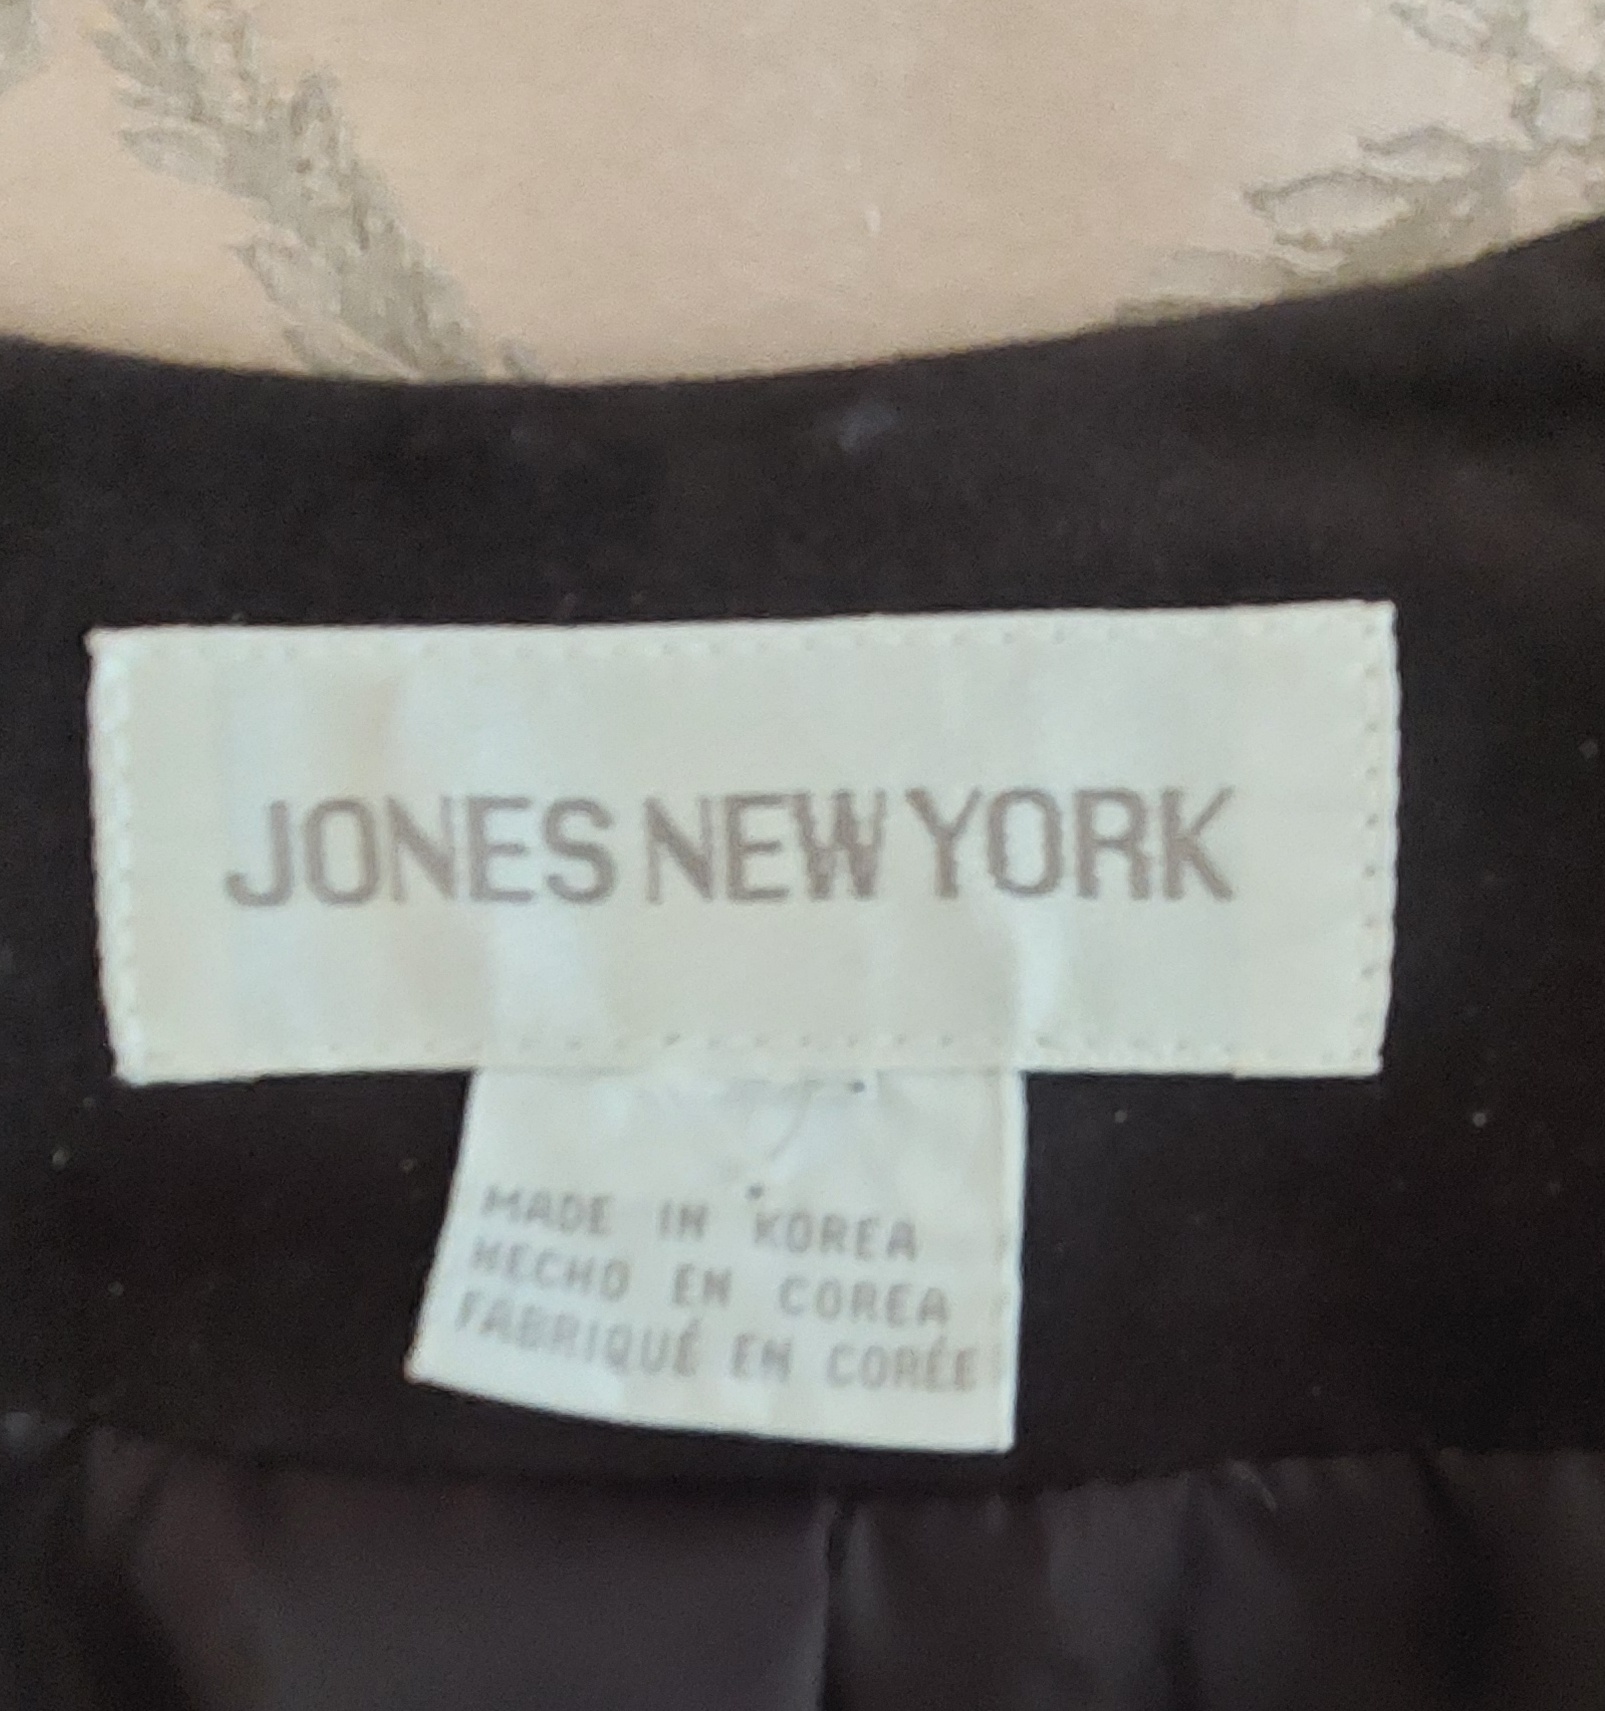 JONES NEW YORK
MADE IN KOREA
HECHO EN COREA
FABRIQUÉ EN CORÉE